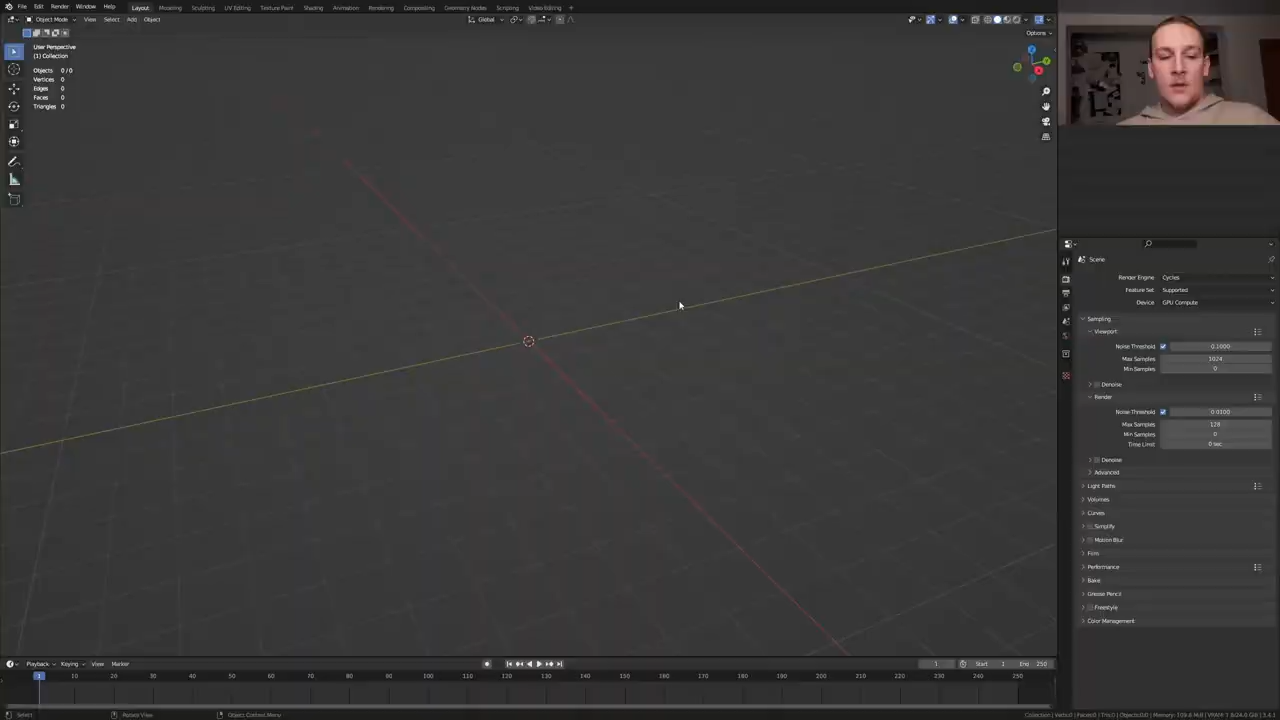 File Edit Render Window Help Layout Modeling Sculpting UV Editing Texture Paint Shading Animation Rendering Compositing Geometry Nodes Scripting Video Editing +
Object Mode View Select Add Object Global
Options
User Perspective
(1) Collection
Objects 0/0
Vertices 0
Edges 0
Faces 0
Triangles 0
Scene
Render Engine Cycles
Feature Set Supported
Device GPU Compute
Sampling
Viewport
Noise Threshold 0.1000
Max Samples 1024
Min Samples 0
Denoise
Render
Noise Threshold 0.0100
Max Samples 128
Min Samples 0
Time Limit 0 sec
Denoise
Advanced
Light Paths
Volumes
Curves
Simplify
Motion Blur
Film
Performance
Bake
Grease Pencil
Freestyle
Color Management
Playback Keying View Marker 1 Start 1 End 250
1 10 20 30 40 50 60 70 80 90 100 110 120 130 140 150 160 170 180 190 200 210 220 230 240 250
Select Rotate View Object Context Menu